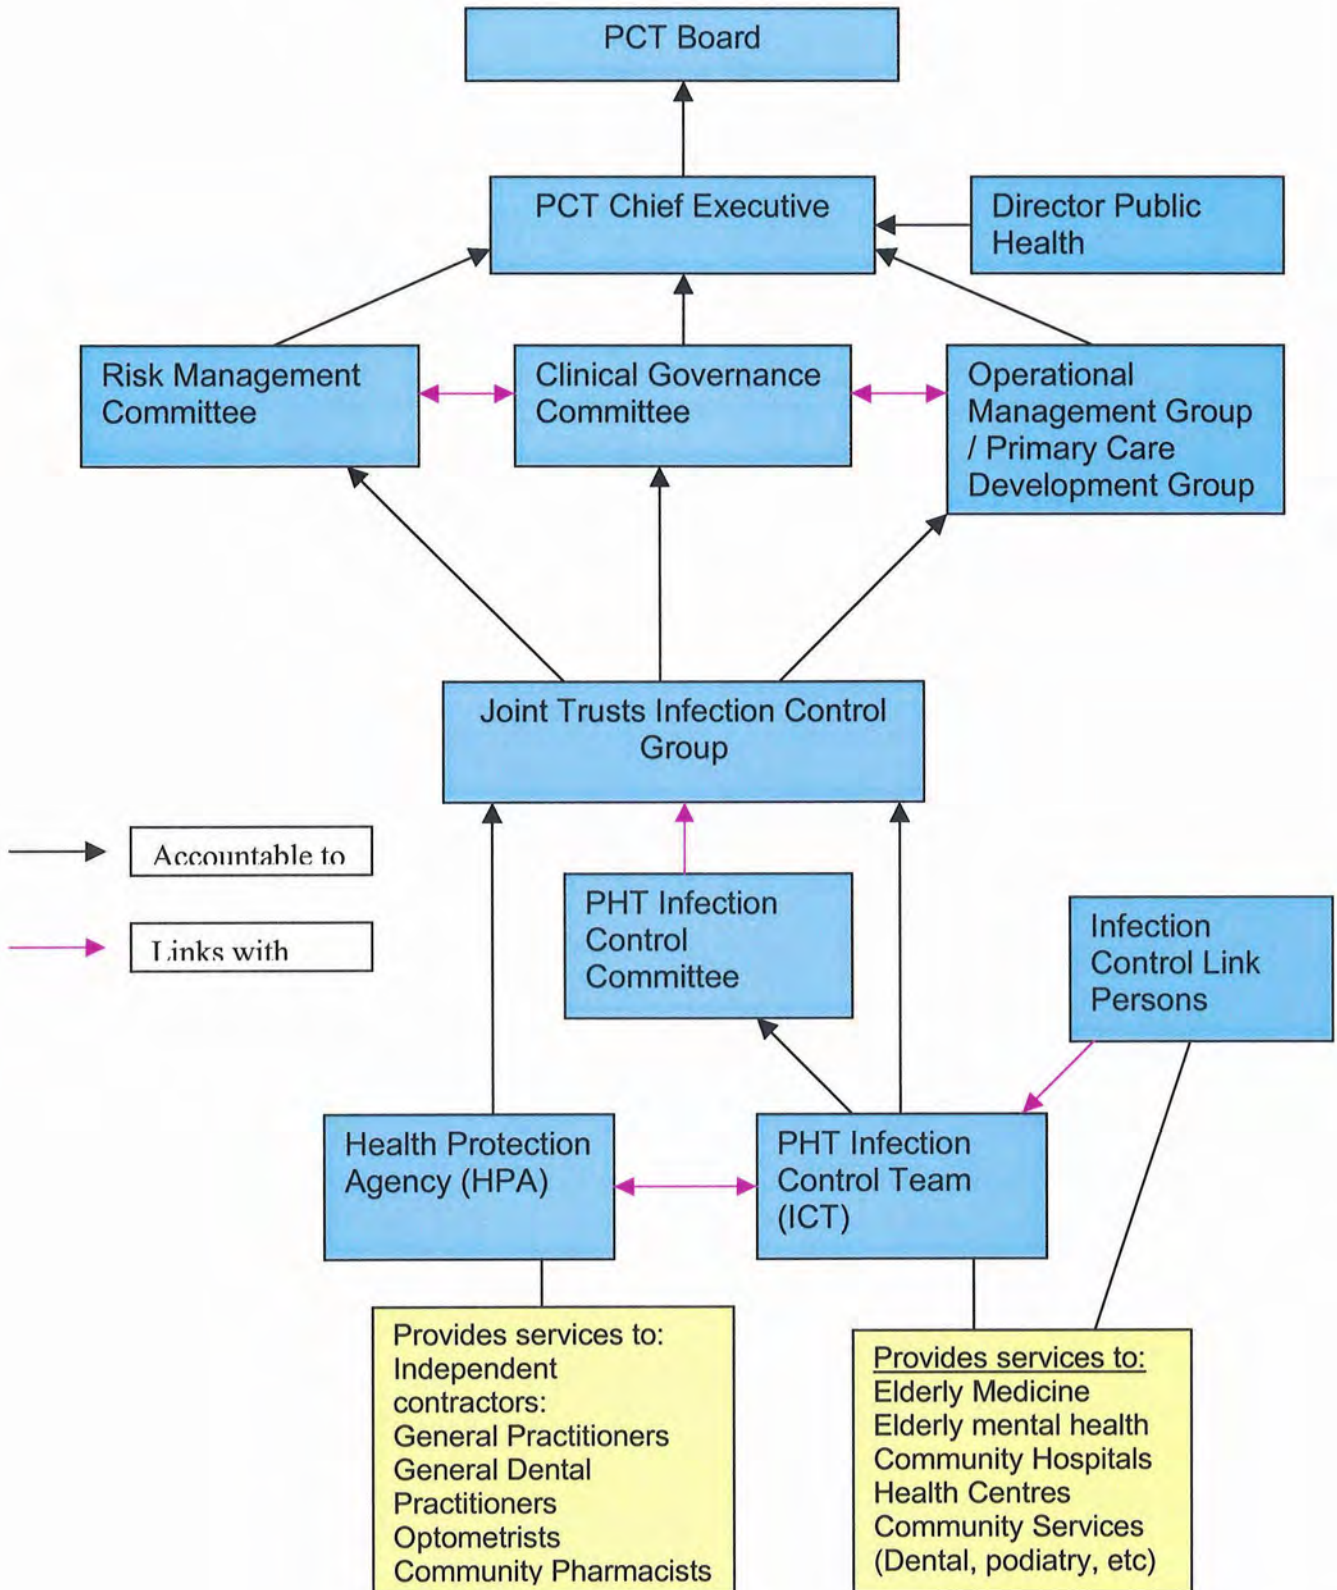 PCT Board
PCT Chief Executive
Director Public
Health
Risk Management
Committee
Clinical Governance
Committee
Operational
Management Group
/ Primary Care
Development Group
Joint Trusts Infection Control
Group
Accountable to
Links with
PHT Infection
Control
Committee
Infection
Control Link
Persons
Health Protection
Agency (HPA)
PHT Infection
Control Team
(ICT)
Provides services to:
Independent
contractors:
General Practitioners
General Dental
Practitioners
Optometrists
Community Pharmacists
Provides services to:
Elderly Medicine
Elderly mental health
Community Hospitals
Health Centres
Community Services
(Dental, podiatry, etc)